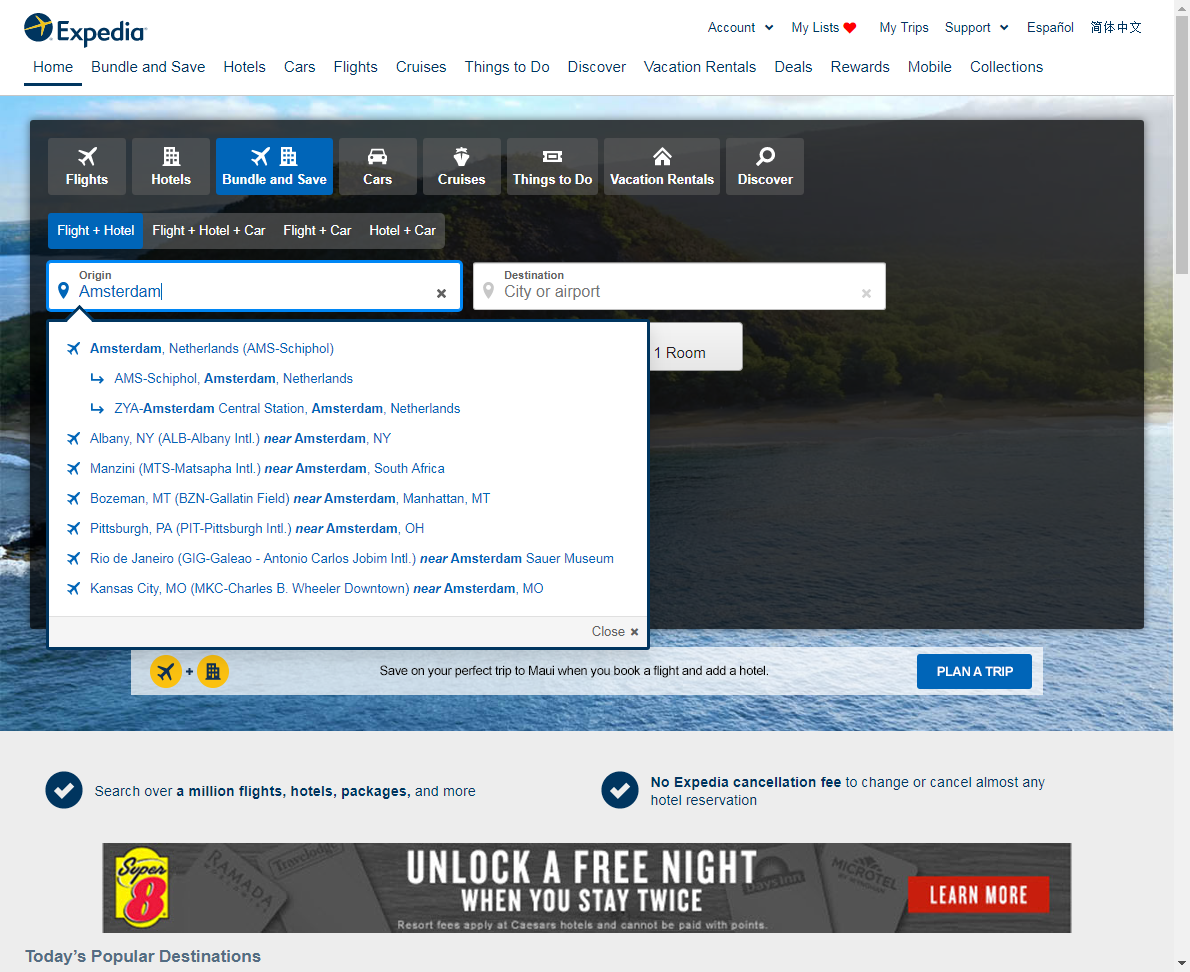 Expedia
Account
My Lists
My Trips
Support
Español
简体中文
Home
Bundle and Save
Hotels
Cars
Flights
Cruises
Things to Do
Discover
Vacation Rentals
Deals
Rewards
Mobile
Collections
Flights
Hotels
Bundle and Save
Cars
Cruises
Things to Do
Vacation Rentals
Discover
Flight + Hotel
Flight + Hotel + Car
Flight + Car
Hotel + Car
Origin
Amsterdam
Destination
City or airport
1 Room
Amsterdam, Netherlands (AMS-Schiphol)
AMS-Schiphol, Amsterdam, Netherlands
ZYA-Amsterdam Central Station, Amsterdam, Netherlands
Albany, NY (ALB-Albany Intl.) near Amsterdam, NY
Manzini (MTS-Matsapha Intl.) near Amsterdam, South Africa
Bozeman, MT (BZN-Gallatin Field) near Amsterdam, Manhattan, MT
Pittsburgh, PA (PIT-Pittsburgh Intl.) near Amsterdam, OH
Rio de Janeiro (GIG-Galeao - Antonio Carlos Jobim Intl.) near Amsterdam Sauer Museum
Kansas City, MO (MKC-Charles B. Wheeler Downtown) near Amsterdam, MO
Close
+
Save on your perfect trip to Maui when you book a flight and add a hotel.
PLAN A TRIP
Search over a million flights, hotels, packages, and more
No Expedia cancellation fee to change or cancel almost any
hotel reservation
Super
8
RAMADA
Travelodge
UNLOCK A FREE NIGHT
WHEN YOU STAY TWICE
Resort fees apply at Caesars hotels and cannot be paid with points.
Days Inn
MICROTEL
LEARN MORE
Today's Popular Destinations